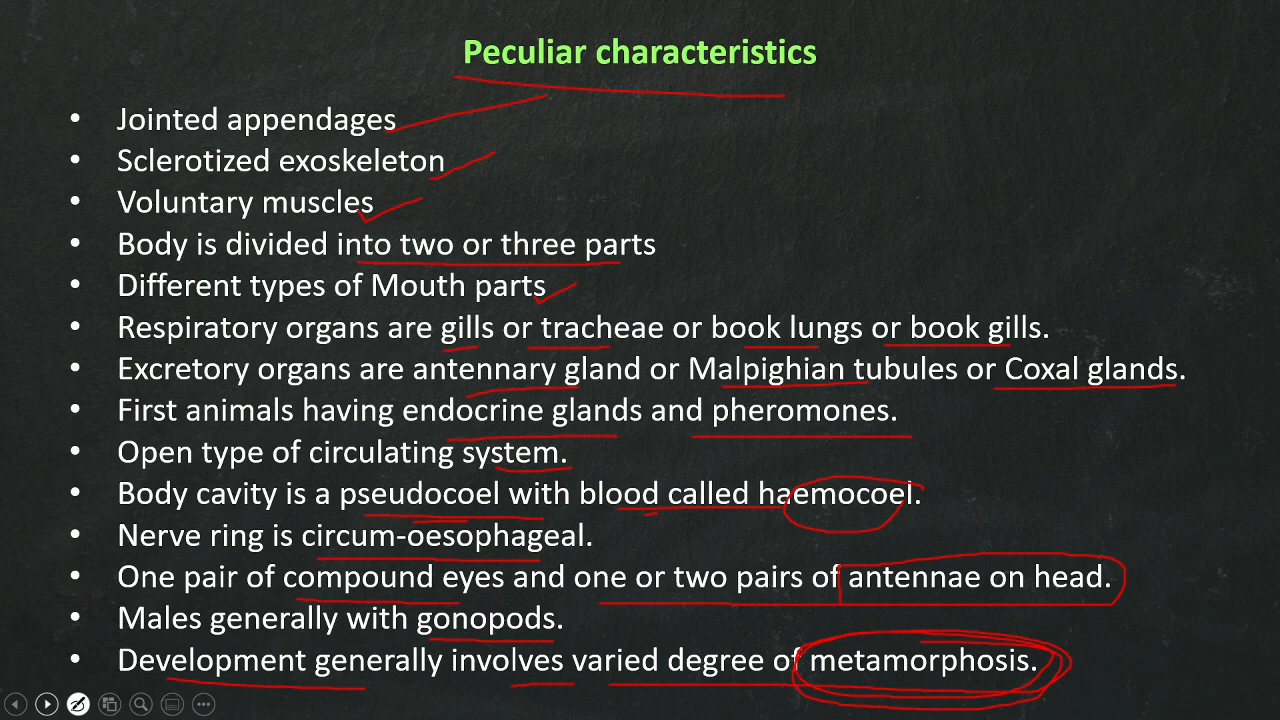 Peculiar characteristics
• Jointed appendages
• Sclerotized exoskeleton
• Voluntary muscles
• Body is divided into two or three parts
• Different types of Mouth parts
• Respiratory organs are gills or tracheae or book lungs or book gills.
• Excretory organs are antennary gland or Malpighian tubules or Coxal glands.
• First animals having endocrine glands and pheromones.
• Open type of circulating system.
• Body cavity is a pseudocoel with blood called haemocoel.
• Nerve ring is circum-oesophageal.
• One pair of compound eyes and one or two pairs of antennae on head.
• Males generally with gonopods.
• Development generally involves varied degree of metamorphosis.